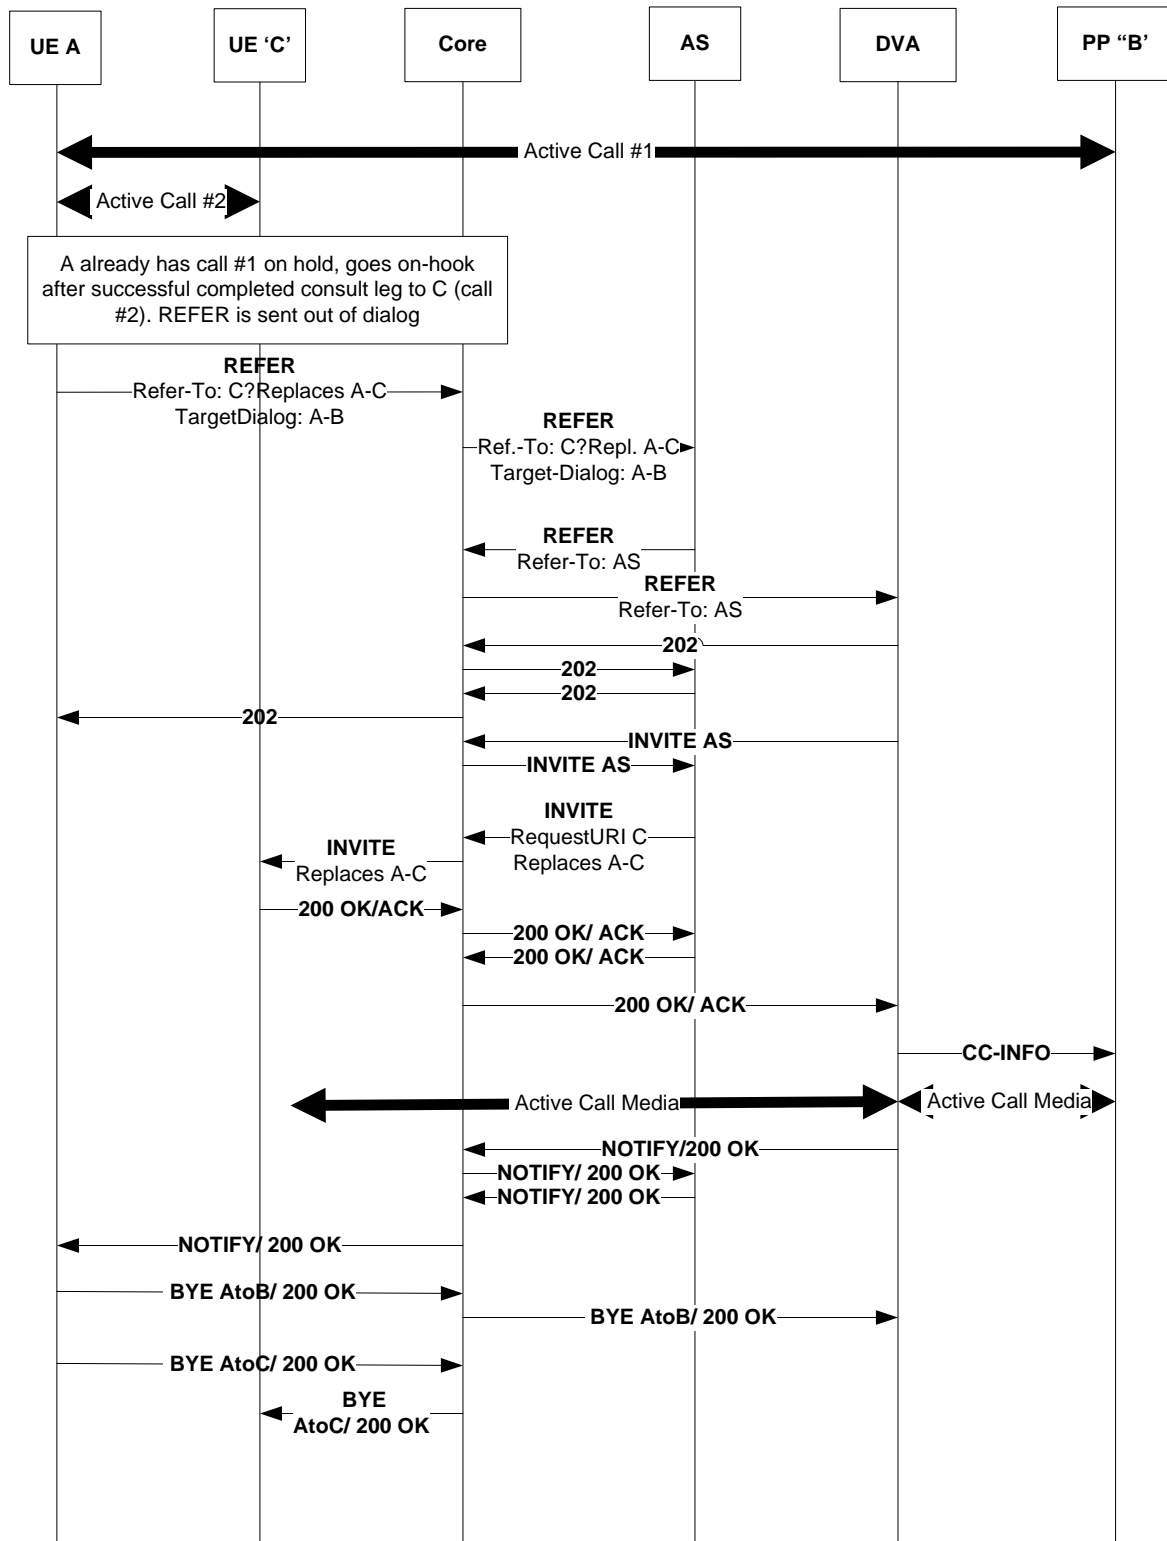 UE A
UE ‘C’
Core
AS
DVA
PP “B’
Active Call #1
Active Call #2
A already has call #1 on hold, goes on-hook
after successful completed consult leg to C (call
#2). REFER is sent out of dialog
REFER
Refer-To: C?Replaces A-C
TargetDialog: A-B
REFER
Ref.-To: C?Repl. A-C
Target-Dialog: A-B
REFER
Refer-To: AS
REFER
Refer-To: AS
202
202
202
202
INVITE AS
INVITE AS
INVITE
RequestURI C
Replaces A-C
INVITE
Replaces A-C
200 OK/ACK
200 OK/ ACK
200 OK/ ACK
200 OK/ ACK
CC-INFO
Active Call Media
Active Call Media
NOTIFY/200 OK
NOTIFY/ 200 OK
NOTIFY/ 200 OK
NOTIFY/ 200 OK
BYE AtoB/ 200 OK
BYE AtoB/ 200 OK
BYE AtoC/ 200 OK
BYE
AtoC/ 200 OK